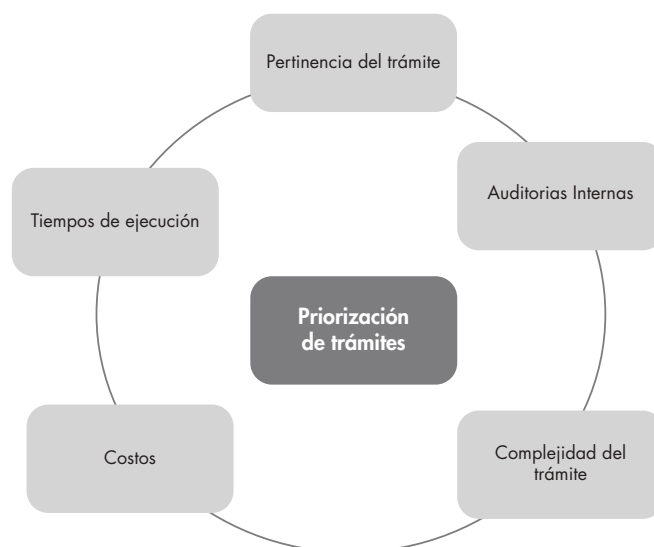 Pertinencia del trámite
Auditorias Internas
Tiempos de ejecución
Priorización
de trámites
Complejidad del
trámite
Costos